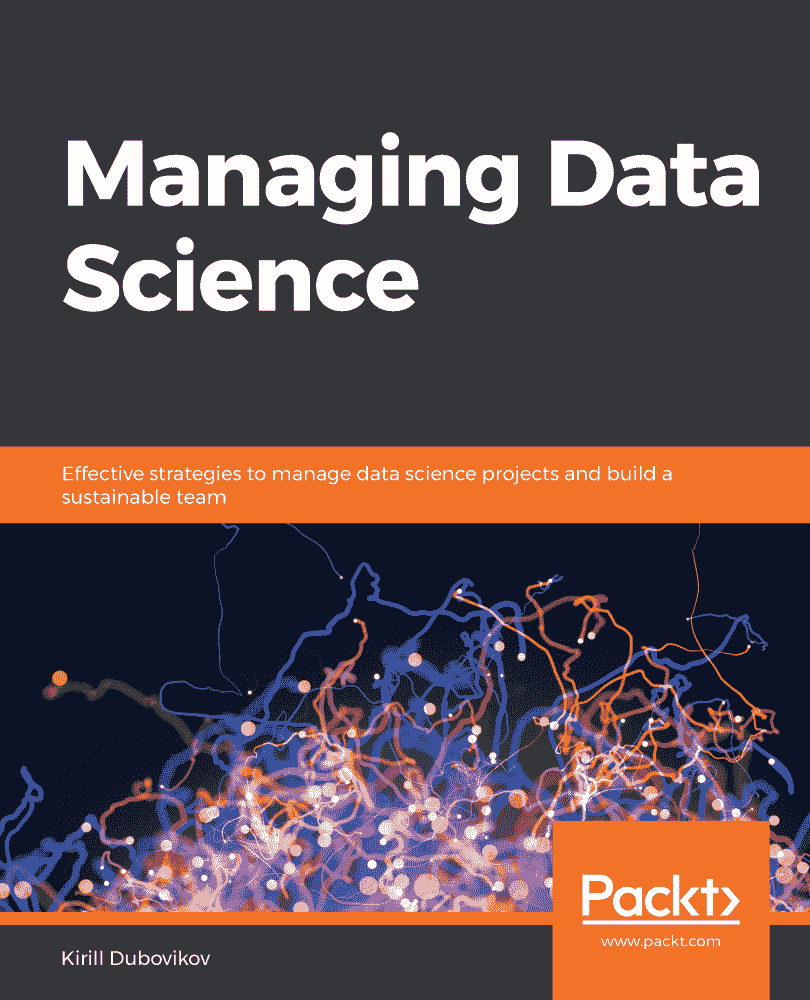 Managing Data
Science
Effective strategies to manage data science projects and build a
sustainable team
Packt>
www.packt.com
Kirill Dubovikov